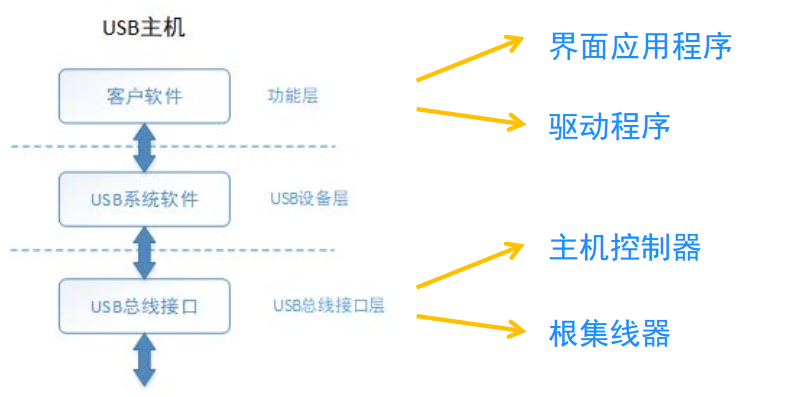 USB主机
客户软件
功能层
界面应用程序
驱动程序
USB系统软件
USB设备层
USB总线接口
USB总线接口层
主机控制器
根集线器